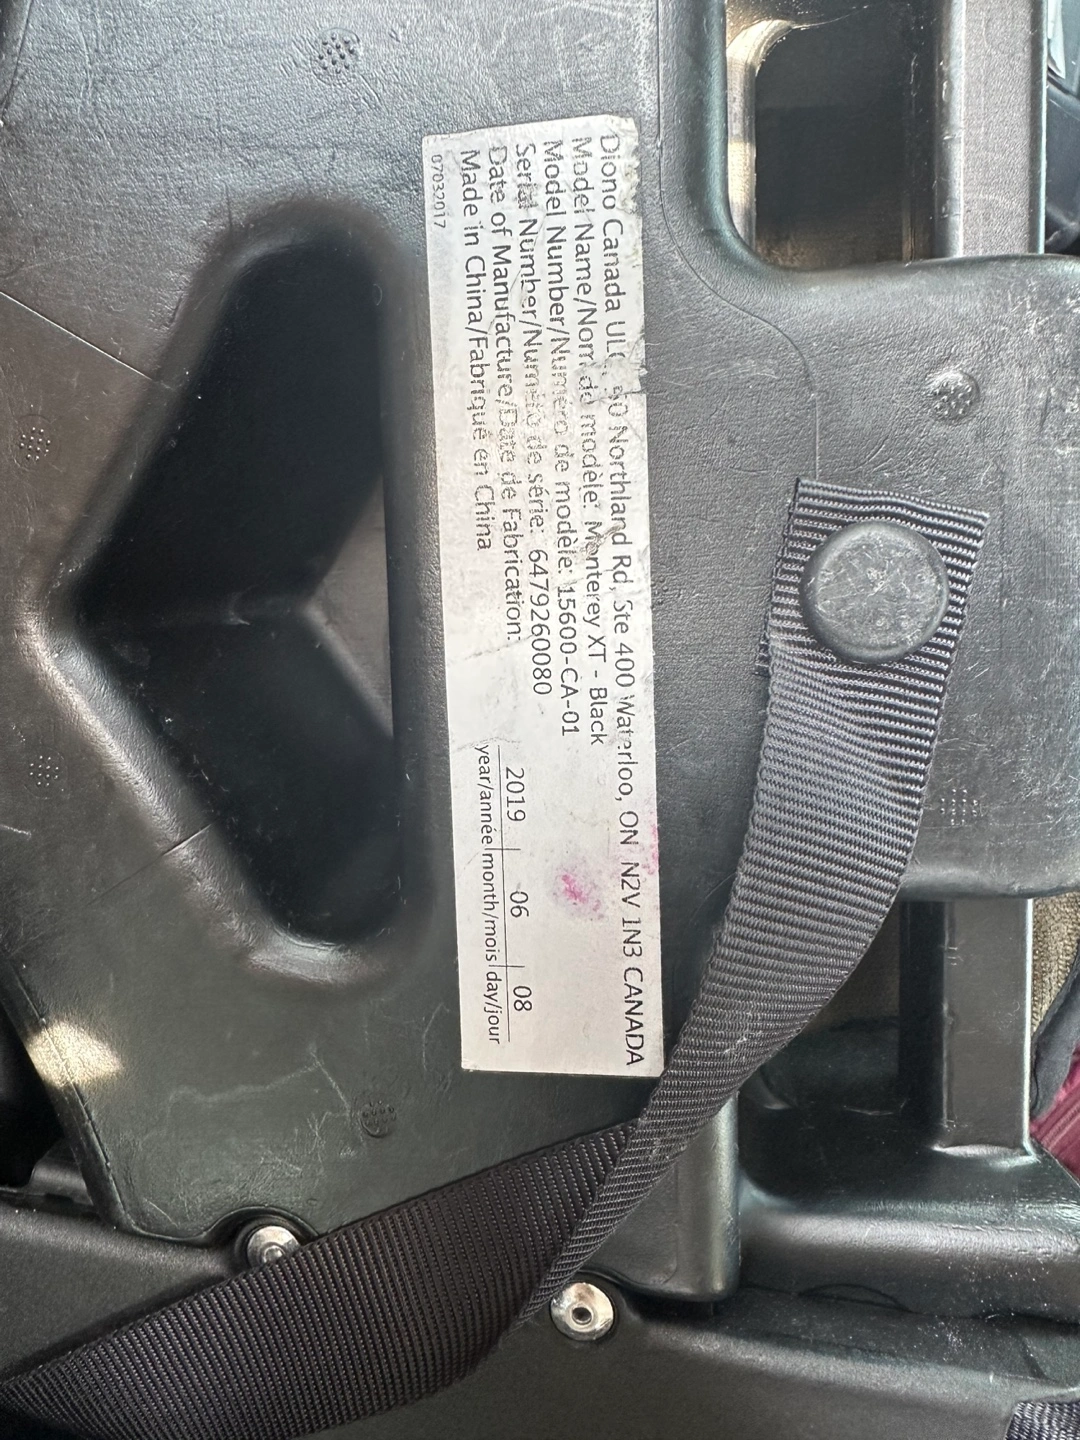 Diono Canada ULC, 50 Northland Rd, Ste 400 Waterloo, ON N2V 1N3 CANADA
Model Name/Nom de modèle: Monterey XT - Black
Model Number/Numéro de modèle: 15600-CA-01
Serial Number/Numéro de série: 6479260080
Date of Manufacture/Date de Fabrication: 2019 | 06 | 08
year/année|month/mois|day/jour
Made in China/Fabriqué en China
07032017